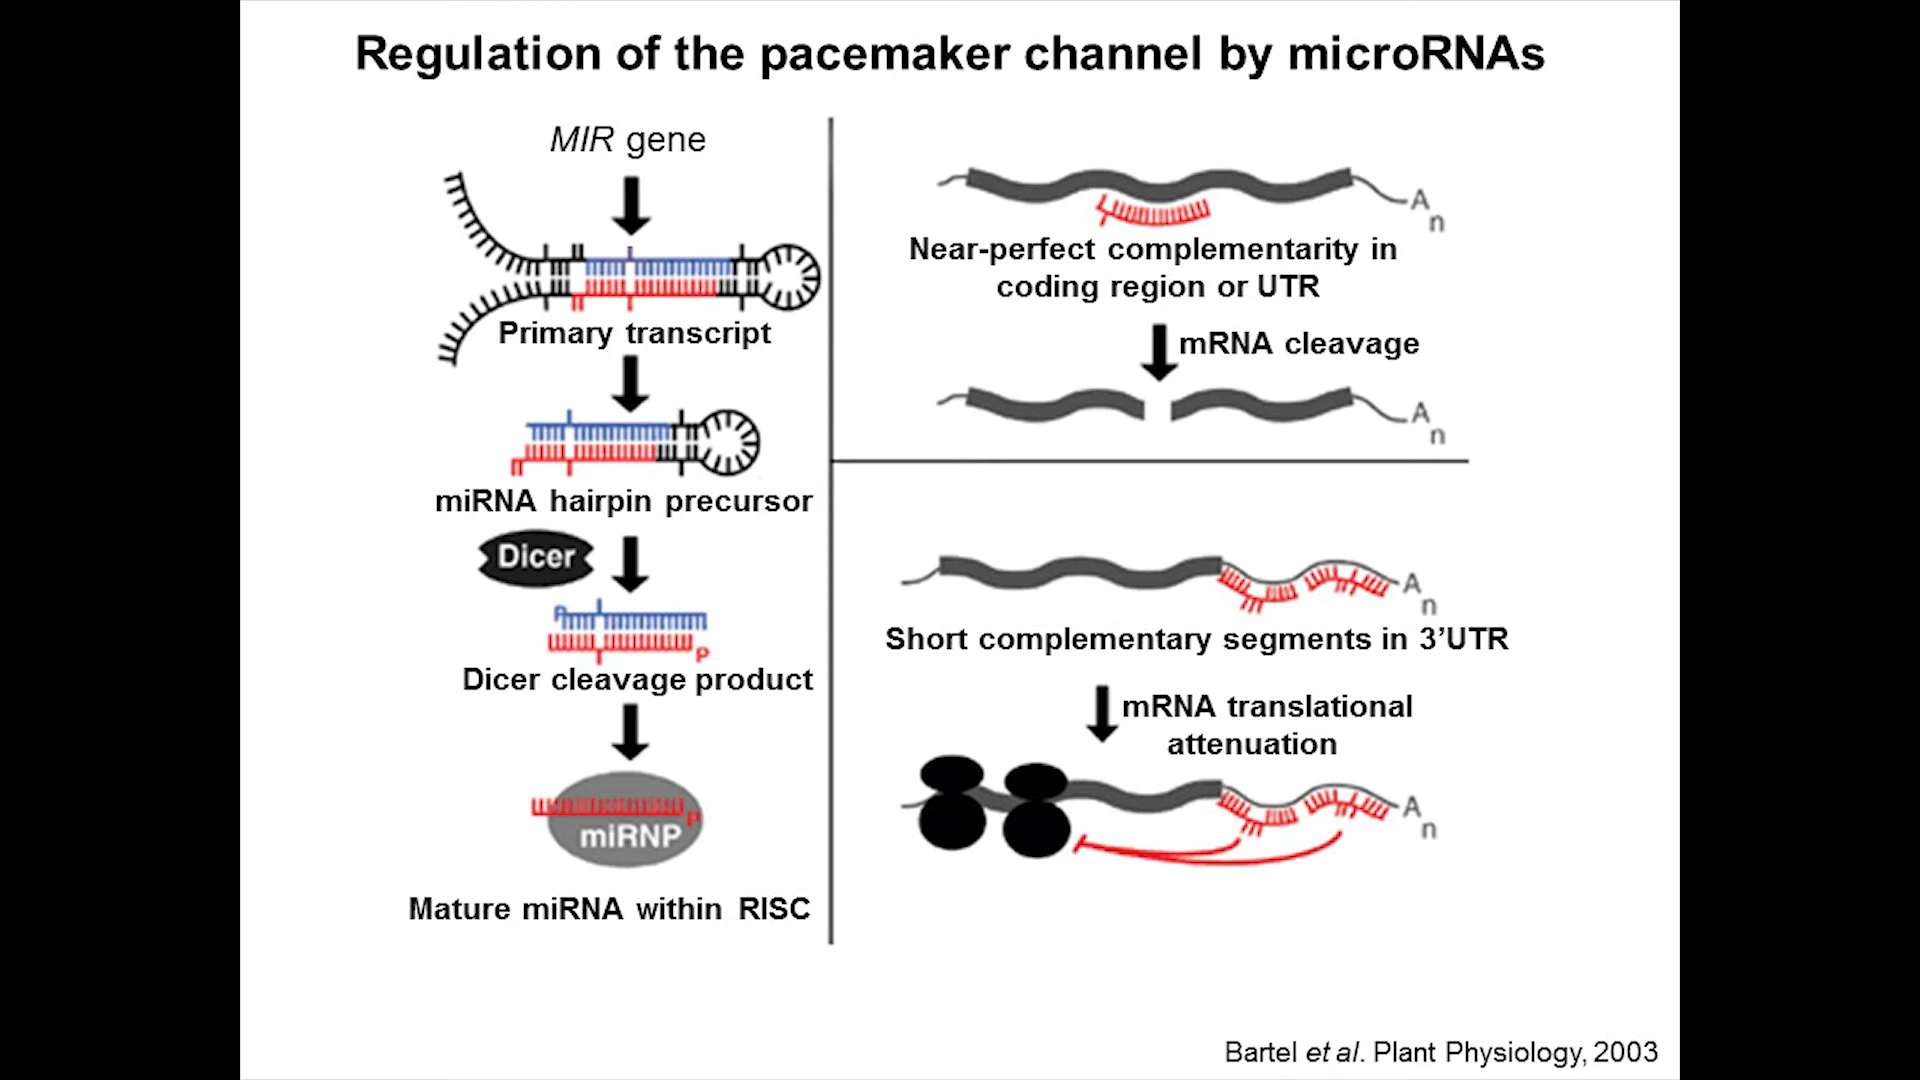 Regulation of the pacemaker channel by microRNAs
MIR gene
Primary transcript
miRNA hairpin precursor
Dicer
P
P
Dicer cleavage product
P
miRNP
Mature miRNA within RISC
A
n
Near-perfect complementarity in
coding region or UTR
mRNA cleavage
A
n
A
n
Short complementary segments in 3’UTR
mRNA translational
attenuation
A
n
Bartel et al. Plant Physiology, 2003